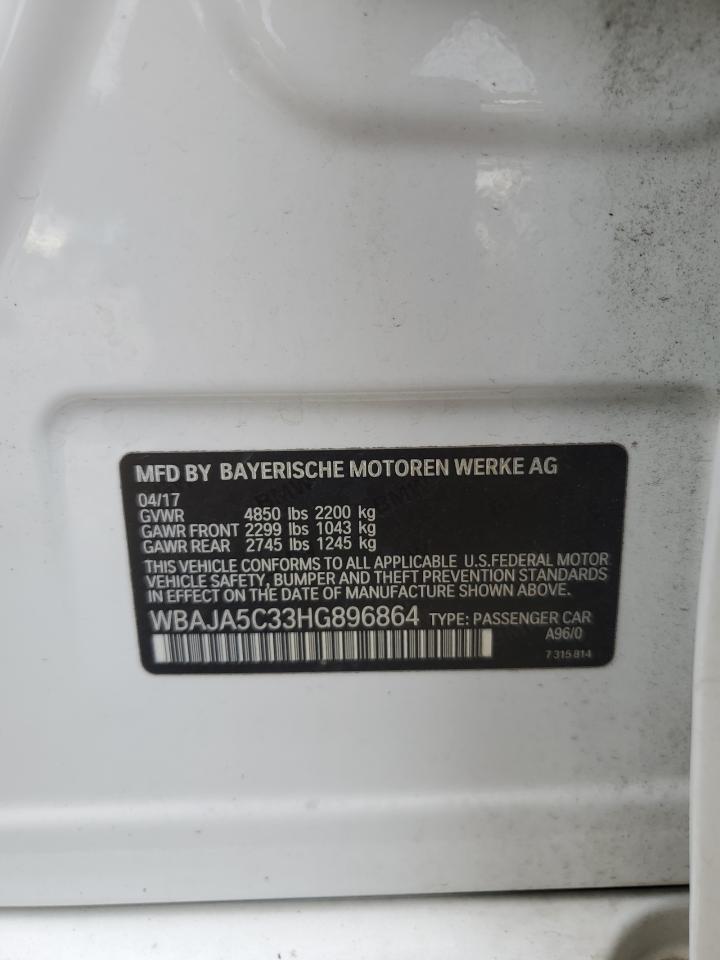 MFD BY BAYERISCHE MOTOREN WERKE AG
04/17
GVWR 4850 lbs 2200 kg
GAWR FRONT 2299 lbs 1043 kg
GAWR REAR 2745 lbs 1245 kg
THIS VEHICLE CONFORMS TO ALL APPLICABLE U.S.FEDERAL MOTOR
VEHICLE SAFETY, BUMPER AND THEFT PREVENTION STANDARDS
IN EFFECT ON THE DATE OF MANUFACTURE SHOWN ABOVE.
WBAJA5C33HG896864 TYPE: PASSENGER CAR
A96/0
7 315 814